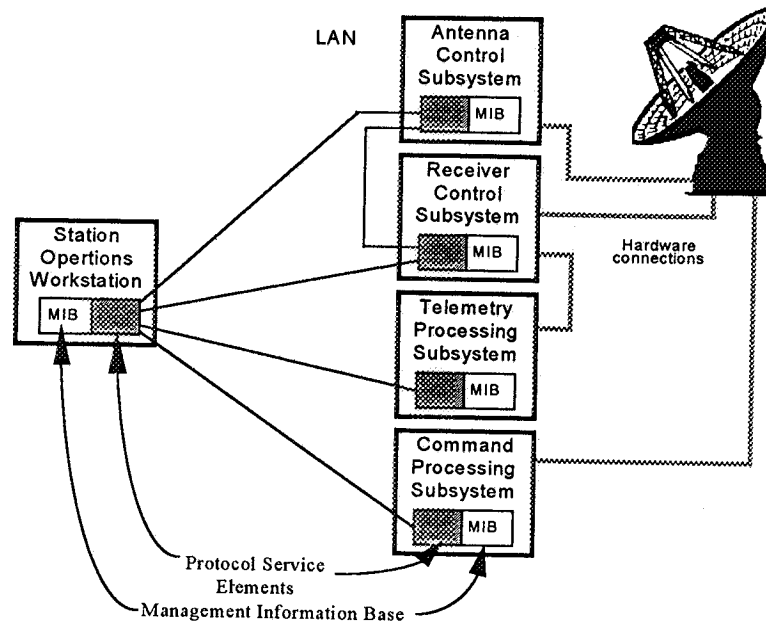 LAN
Antenna
Control
Subsystem
MIB
Receiver
Control
Subsystem
MIB
Hardware
connections
Station
Opertions
Workstation
MIB
Telemetry
Processing
Subsystem
MIB
Command
Processing
Subsystem
MIB
Protocol Service
Elements
Management Information Base